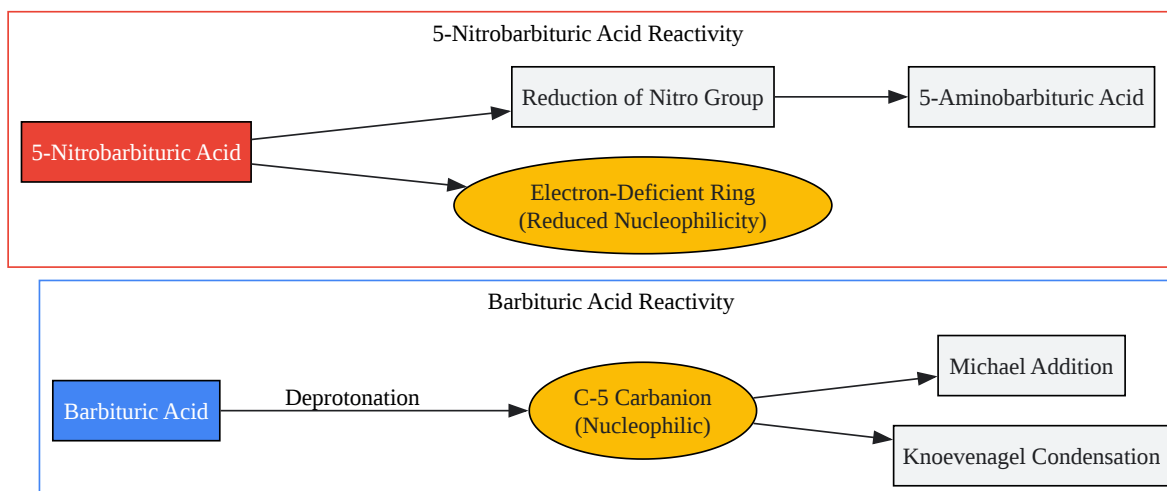 5-Nitrobarbituric Acid Reactivity
5-Nitrobarbituric Acid
Reduction of Nitro Group
5-Aminobarbituric Acid
Electron-Deficient Ring
(Reduced Nucleophilicity)
Barbituric Acid Reactivity
Barbituric Acid
Deprotonation
C-5 Carbanion
(Nucleophilic)
Michael Addition
Knoevenagel Condensation